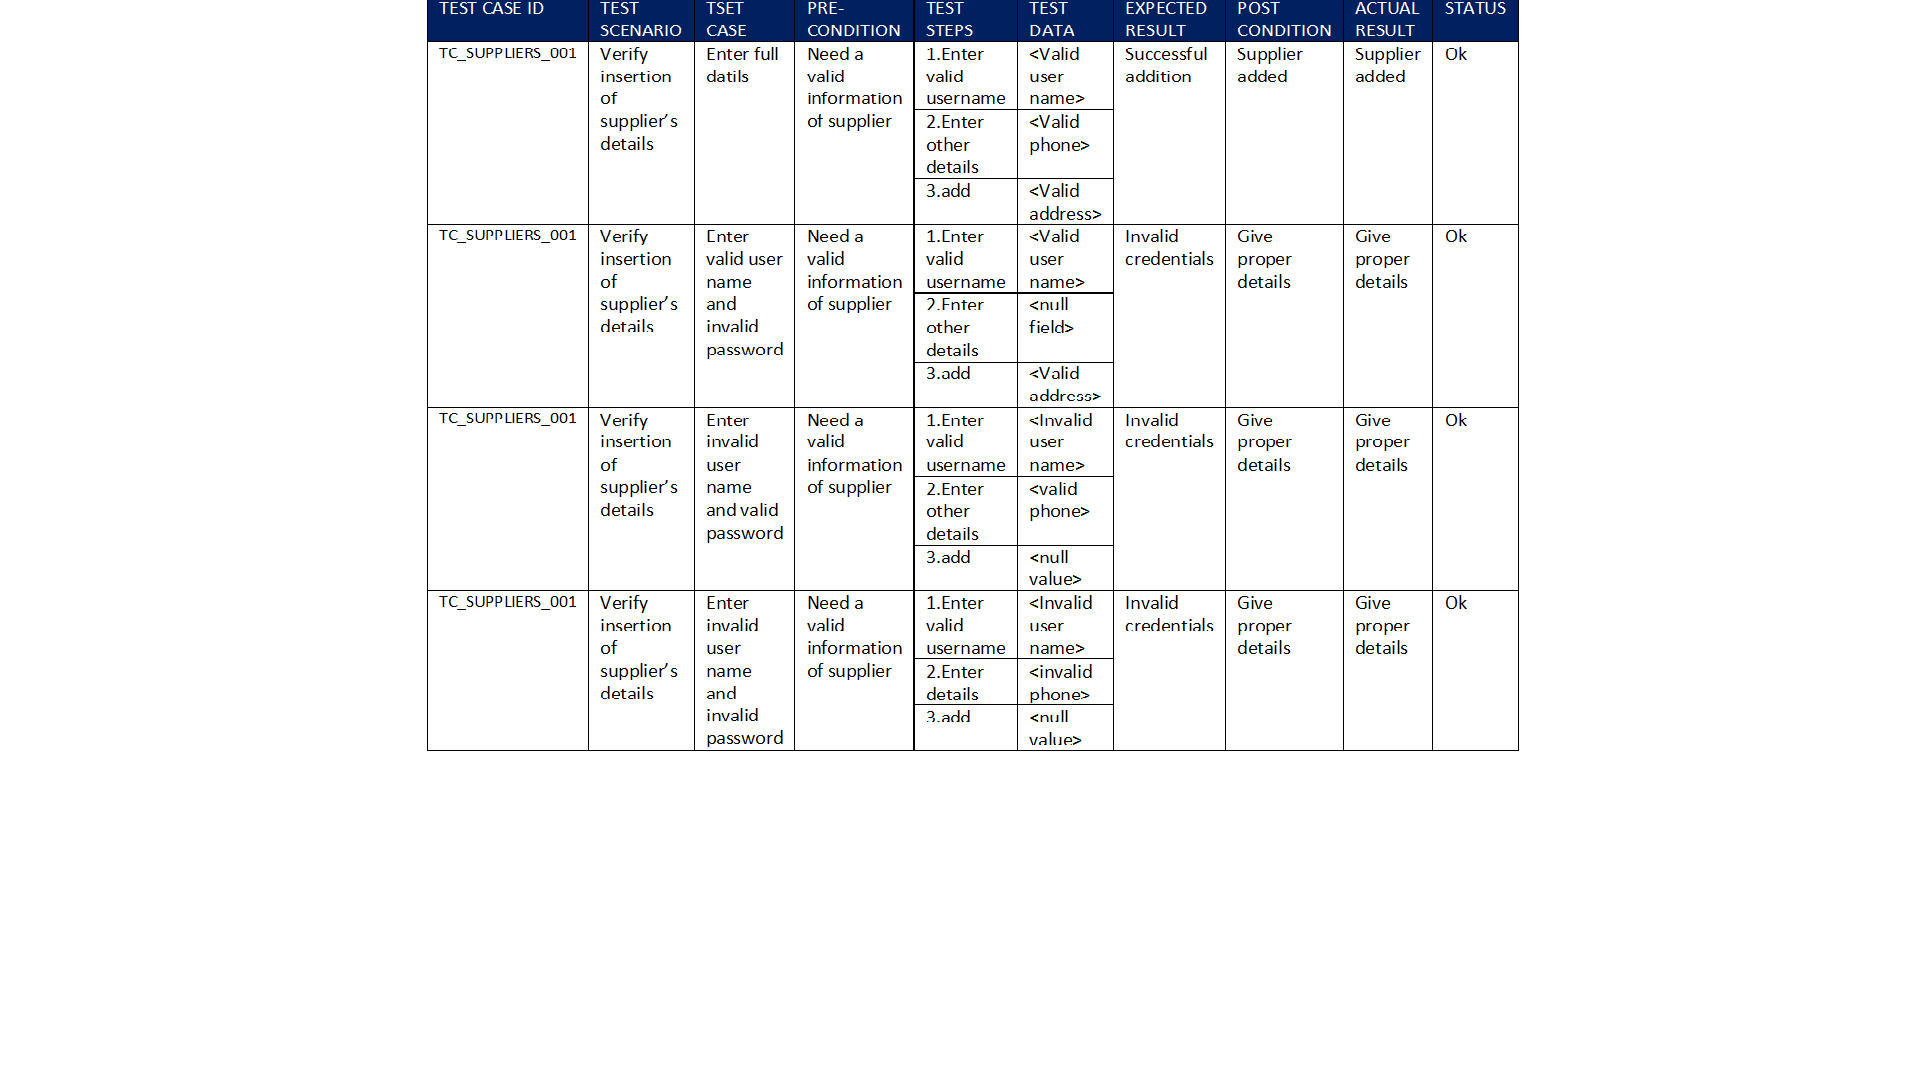 TEST CASE ID
TEST
SCENARIO
TSET
CASE
PRE-
CONDITION
TEST
STEPS
TEST
DATA
EXPECTED
RESULT
POST
CONDITION
ACTUAL
RESULT
STATUS
TC_SUPPLIERS_001
Verify
insertion
of
supplier’s
details
Enter full
datils
Need a
valid
information
of supplier
1.Enter
valid
username
<Valid
user
name>
2.Enter
other
details
<Valid
phone>
3.add
<Valid
address>
Successful
addition
Supplier
added
Supplier
added
Ok
TC_SUPPLIERS_001
Verify
insertion
of
supplier’s
details
Enter
valid user
name
and
invalid
password
Need a
valid
information
of supplier
1.Enter
valid
username
<Valid
user
name>
2.Enter
other
details
<null
field>
3.add
<Valid
address>
Invalid
credentials
Give
proper
details
Give
proper
details
Ok
TC_SUPPLIERS_001
Verify
insertion
of
supplier’s
details
Enter
invalid
user
name
and valid
password
Need a
valid
information
of supplier
1.Enter
valid
username
<Invalid
user
name>
2.Enter
other
details
<valid
phone>
3.add
<null
value>
Invalid
credentials
Give
proper
details
Give
proper
details
Ok
TC_SUPPLIERS_001
Verify
insertion
of
supplier’s
details
Enter
invalid
user
name
and
invalid
password
Need a
valid
information
of supplier
1.Enter
valid
username
<Invalid
user
name>
2.Enter
details
<invalid
phone>
3.add
<null
value>
Invalid
credentials
Give
proper
details
Give
proper
details
Ok